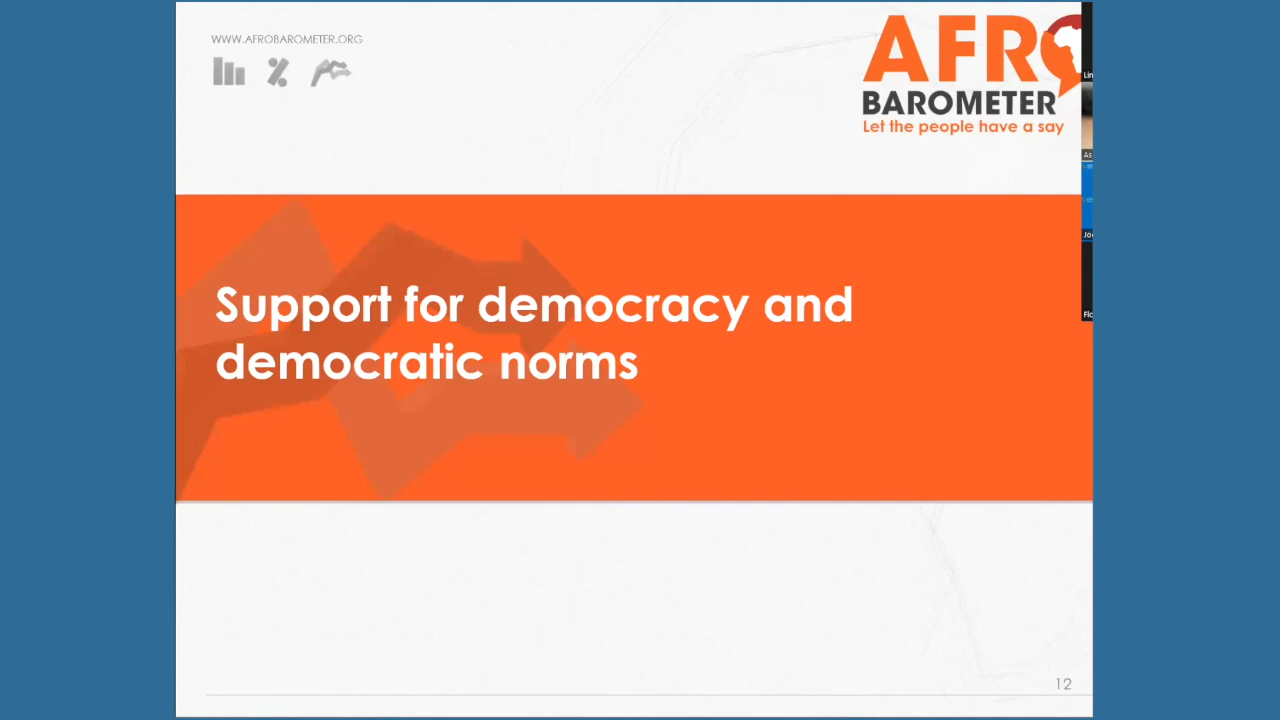 WWW.AFROBAROMETER.ORG
AFRO
BAROMETER
Let the people have a say
Support for democracy and
democratic norms
12